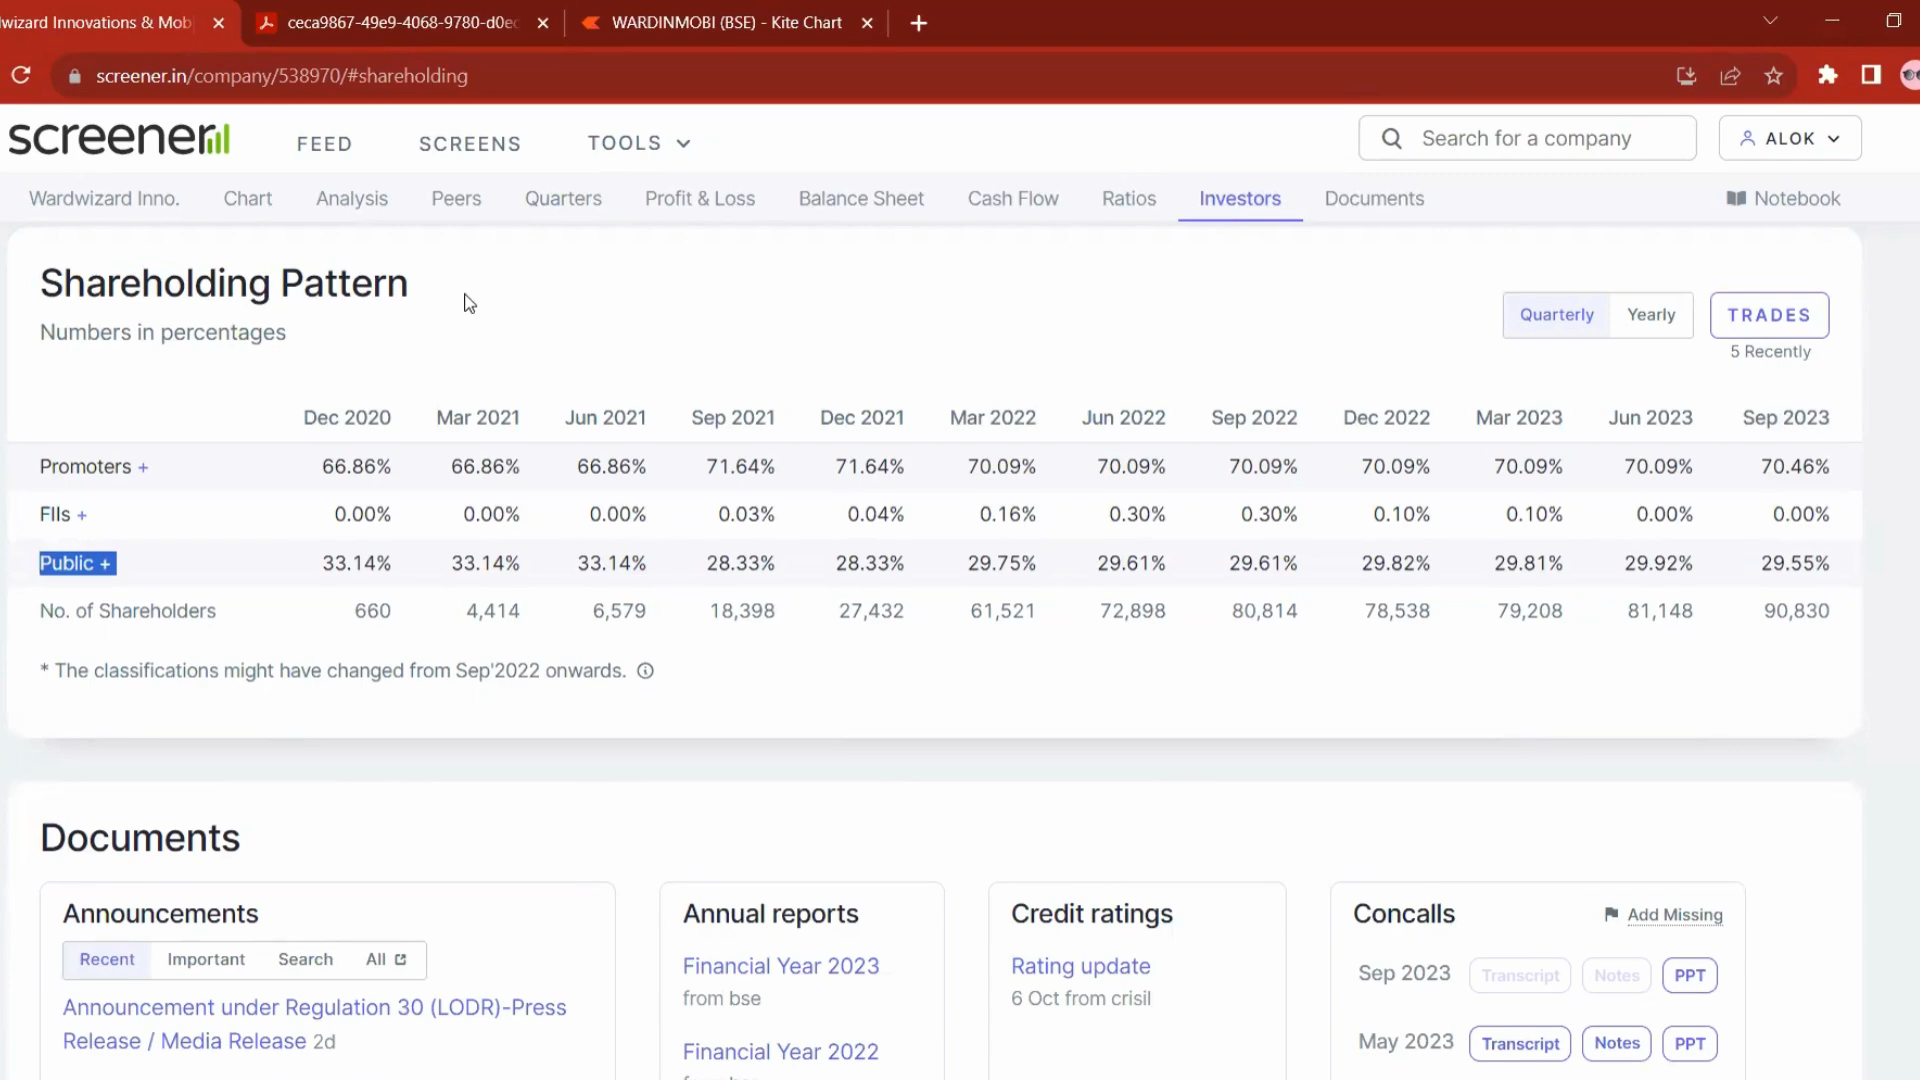 wizard Innovations & Mob
ceca9867-49e9-4068-9780-d0ec
WARDINMOBI (BSE) - Kite Chart
screener.in/company/538970/#shareholding
screener
FEED
SCREENS
TOOLS
Search for a company
ALOK
Wardwizard Inno.
Chart
Analysis
Peers
Quarters
Profit & Loss
Balance Sheet
Cash Flow
Ratios
Investors
Documents
Notebook
Shareholding Pattern
Numbers in percentages
Quarterly
Yearly
TRADES
5 Recently
Dec 2020 Mar 2021 Jun 2021 Sep 2021 Dec 2021 Mar 2022 Jun 2022 Sep 2022 Dec 2022 Mar 2023 Jun 2023 Sep 2023
Promoters + 66.86% 66.86% 66.86% 71.64% 71.64% 70.09% 70.09% 70.09% 70.09% 70.09% 70.09% 70.46%
FIIs + 0.00% 0.00% 0.00% 0.03% 0.04% 0.16% 0.30% 0.30% 0.10% 0.10% 0.00% 0.00%
Public + 33.14% 33.14% 33.14% 28.33% 28.33% 29.75% 29.61% 29.61% 29.82% 29.81% 29.92% 29.55%
No. of Shareholders 660 4,414 6,579 18,398 27,432 61,521 72,898 80,814 78,538 79,208 81,148 90,830
* The classifications might have changed from Sep'2022 onwards.
Documents
Announcements
Recent
Important
Search
All
Announcement under Regulation 30 (LODR)-Press
Release / Media Release 2d
Annual reports
Financial Year 2023
from bse
Financial Year 2022
Credit ratings
Rating update
6 Oct from crisil
Concalls
Add Missing
Sep 2023 Transcript Notes PPT
May 2023 Transcript Notes PPT